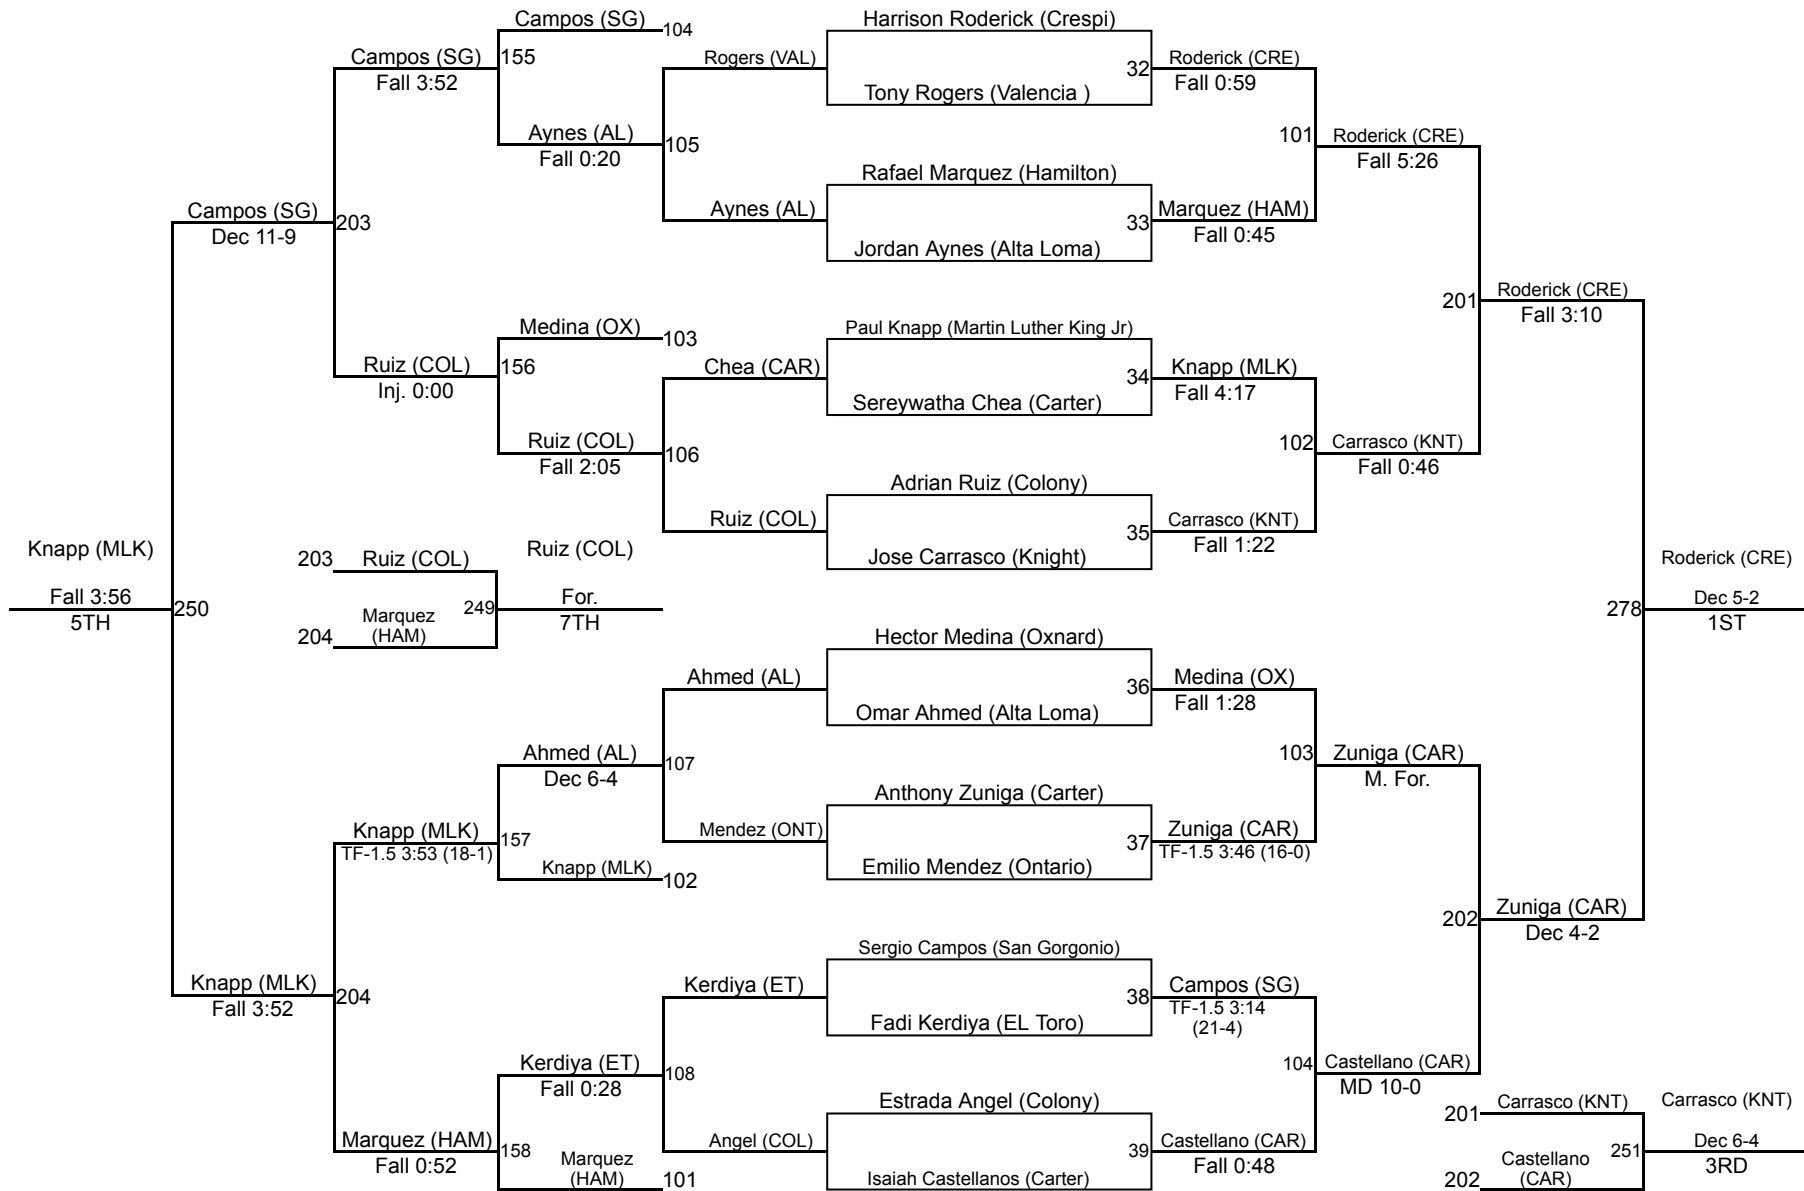 Campos (SG)
104
Harrison Roderick (Crespi)
Campos (SG)
155
Rogers (VAL)
32
Roderick (CRE)
Fall 3:52
Fall 0:59
Tony Rogers (Valencia )
Aynes (AL)
105
101
Roderick (CRE)
Fall 0:20
Fall 5:26
Rafael Marquez (Hamilton)
Campos (SG)
203
Aynes (AL)
33
Marquez (HAM)
Dec 11-9
Fall 0:45
Jordan Aynes (Alta Loma)
201
Roderick (CRE)
Fall 3:10
Medina (OX)
103
Paul Knapp (Martin Luther King Jr)
Ruiz (COL)
156
Chea (CAR)
34
Knapp (MLK)
Inj. 0:00
Fall 4:17
Sereywatha Chea (Carter)
Ruiz (COL)
106
102
Carrasco (KNT)
Fall 2:05
Fall 0:46
Adrian Ruiz (Colony)
Ruiz (COL)
35
Carrasco (KNT)
Fall 1:22
Jose Carrasco (Knight)
Knapp (MLK)
203
Ruiz (COL)
Ruiz (COL)
Roderick (CRE)
Fall 3:56
250
249
For.
278
Dec 5-2
5TH
Marquez
(HAM)
204
7TH
1ST
Hector Medina (Oxnard)
Ahmed (AL)
36
Medina (OX)
Fall 1:28
Omar Ahmed (Alta Loma)
Ahmed (AL)
107
103
Zuniga (CAR)
Dec 6-4
M. For.
Anthony Zuniga (Carter)
Knapp (MLK)
157
Mendez (ONT)
37
Zuniga (CAR)
TF-1.5 3:53 (18-1)
TF-1.5 3:46 (16-0)
Knapp (MLK)
102
Emilio Mendez (Ontario)
202
Zuniga (CAR)
Dec 4-2
Sergio Campos (San Gorgonio)
Knapp (MLK)
204
Kerdiya (ET)
38
Campos (SG)
Fall 3:52
TF-1.5 3:14
(21-4)
Fadi Kerdiya (EL Toro)
Kerdiya (ET)
108
104
Castellano (CAR)
Fall 0:28
MD 10-0
Estrada Angel (Colony)
201
Carrasco (KNT)
Carrasco (KNT)
Marquez (HAM)
158
Angel (COL)
39
Castellano (CAR)
251
Dec 6-4
Fall 0:52
Fall 0:48
3RD
Marquez
(HAM)
101
Isaiah Castellanos (Carter)
202
Castellano
(CAR)